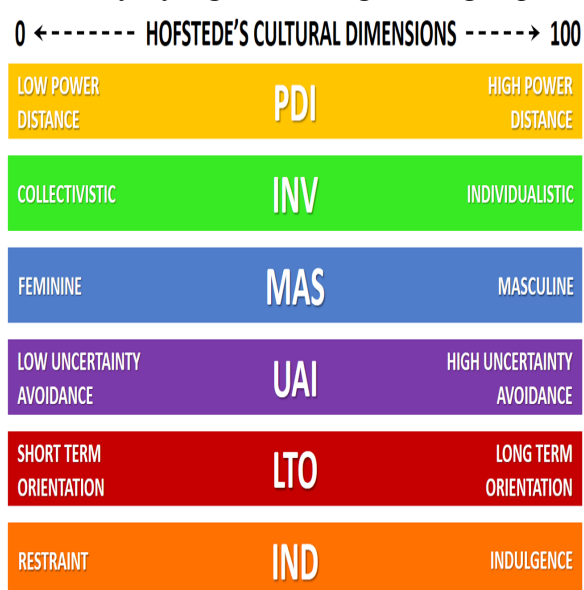 0 ←-------- HOFSTEDE'S CULTURAL DIMENSIONS -----→ 100
LOW POWER
DISTANCE
PDI
HIGH POWER
DISTANCE
COLLECTIVISTIC
INV
INDIVIDUALISTIC
FEMININE
MAS
MASCULINE
LOW UNCERTAINTY
AVOIDANCE
UAI
HIGH UNCERTAINTY
AVOIDANCE
SHORT TERM
ORIENTATION
LTO
LONG TERM
ORIENTATION
RESTRAINT
IND
INDULGENCE